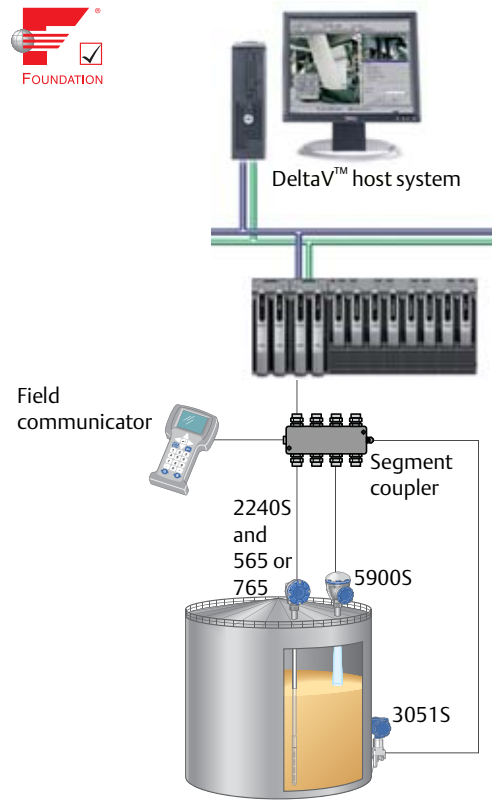 FOUNDATION
DeltaV™ host system
Field
communicator
Segment
coupler
2240S
and
565 or
765
5900S
3051S